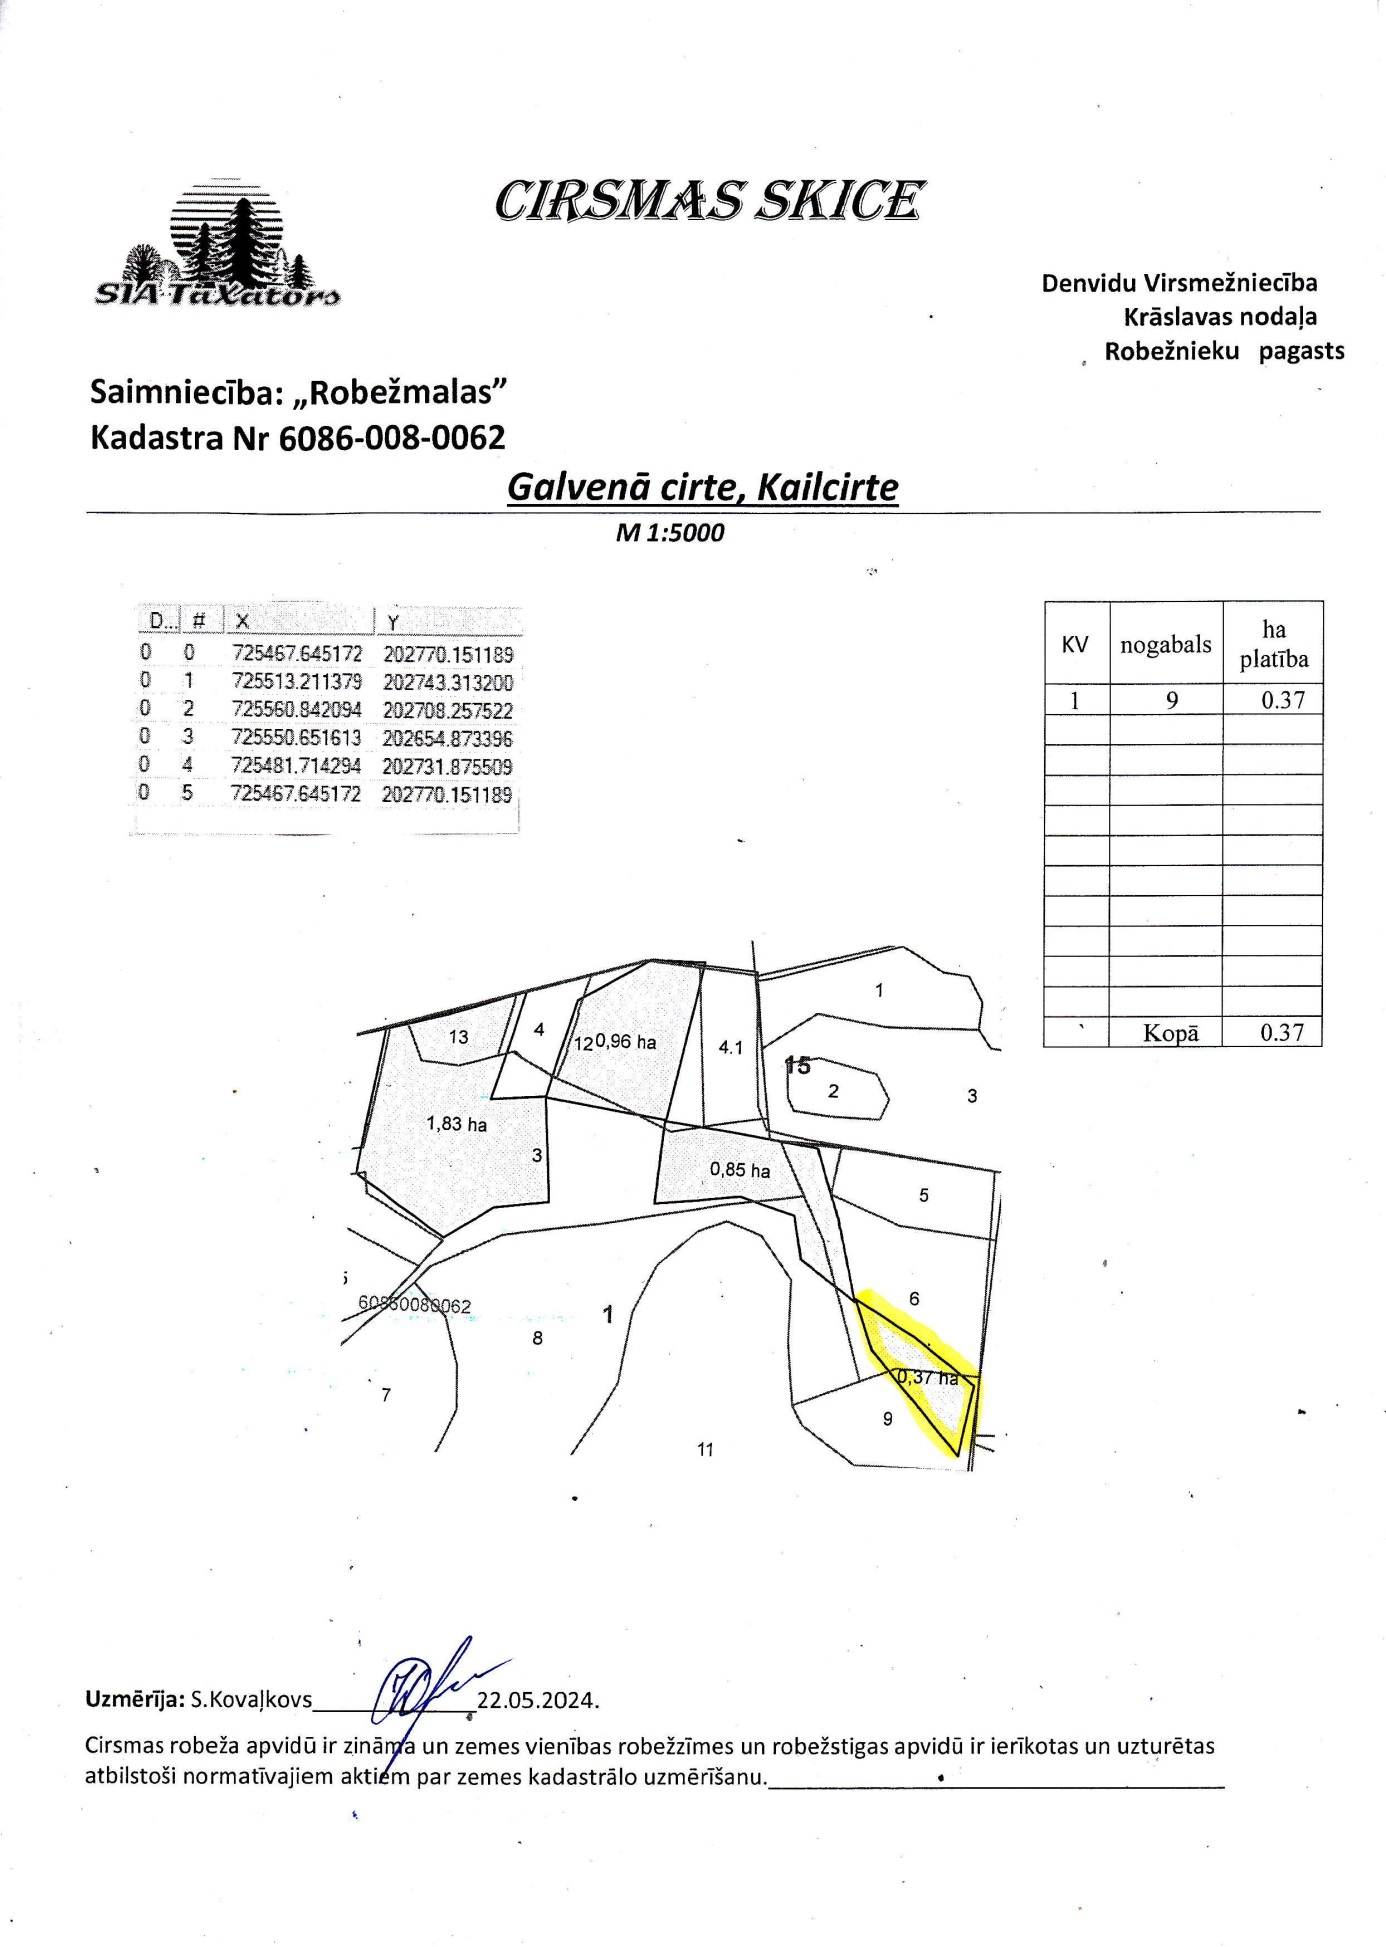 CIRSMAS SKICE
SIA TaXators
Denvidu Virsmežniecība
Krāslavas nodaļa
Robežnieku pagasts
Saimniecība: „Robežmalas”
Kadastra Nr 6086-008-0062
Galvenā cirte, Kailcirte
M 1:5000
D... # X Y
0 0 725467.645172 202770.151189
0 1 725513.211379 202743.313200
0 2 725560.842094 202708.257522
0 3 725550.651613 202654.873396
0 4 725481.714294 202731.875509
0 5 725467.645172 202770.151189
KV nogabals ha platība
1 9 0.37
Kopā 0.37
1
13
4
12 0,96 ha
4.1
15
2
3
1,83 ha
3
0,85 ha
5
60860080062
1
6
8
0,37 ha
7
9
11
Uzmērīja: S.Kovaļkovs 22.05.2024.
Cirsmas robeža apvidū ir zināma un zemes vienības robežzīmes un robežstigas apvidū ir ierīkotas un uzturētas
atbilstoši normatīvajiem aktiem par zemes kadastrālo uzmērīšanu.